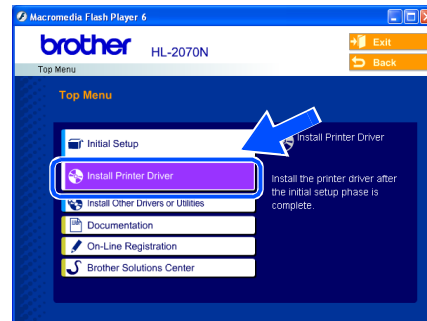 Macromedia Flash Player 6
brother HL-2070N
Exit
Back
Top Menu
Top Menu
Initial Setup
Install Printer Driver
Install Other Drivers or Utilities
Documentation
On-Line Registration
Brother Solutions Center
Install Printer Driver
Install the printer driver after
the initial setup phase is
complete.